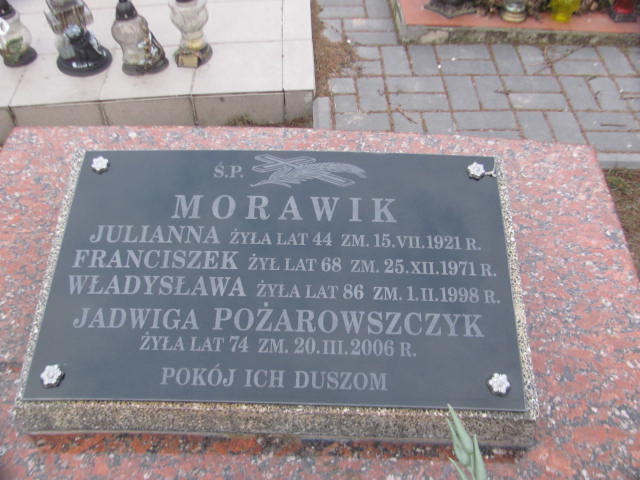 Ś.P.
MORAWIK
JULIANNA ŻYŁA LAT 44 ZM. 15.VII.1921 R.
FRANCISZEK ŻYŁ LAT 68 ZM. 25.XII.1971 R.
WŁADYSŁAWA ŻYŁA LAT 86 ZM. 1.II.1998 R.
JADWIGA POŻAROWSZCZYK
ŻYŁA LAT 74 ZM. 20.III.2006 R.
POKÓJ ICH DUSZOM